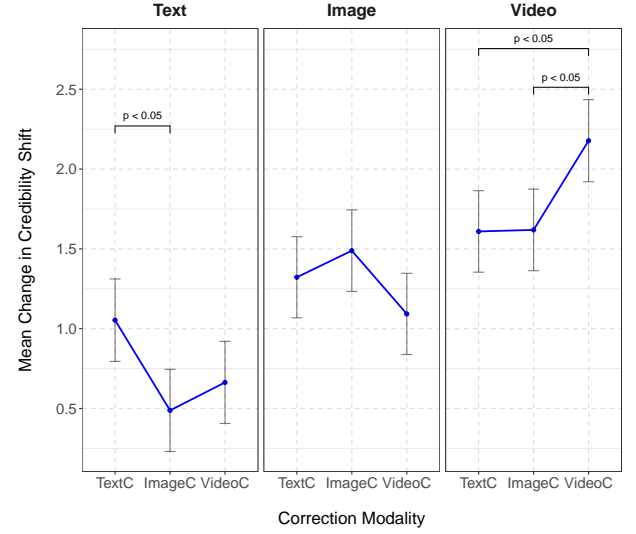 Text Image Video
p < 0.05
p < 0.05
p < 0.05
2.5
2.0
1.5
1.0
0.5
Mean Change in Credibility Shift
TextC ImageC VideoC TextC ImageC VideoC TextC ImageC VideoC
Correction Modality